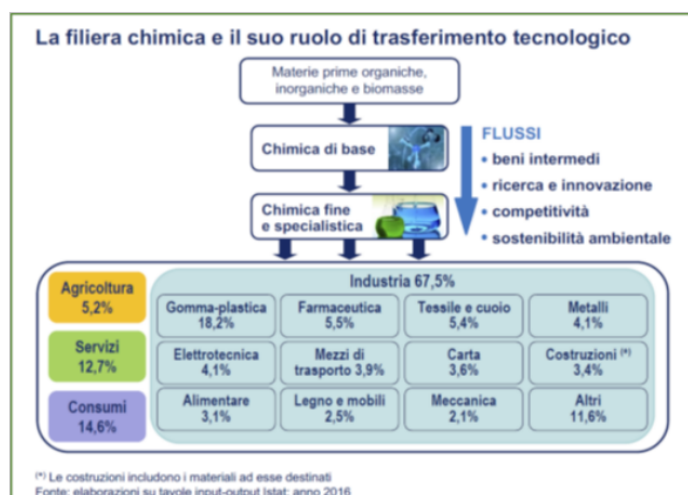 La filiera chimica e il suo ruolo di trasferimento tecnologico
Materie prime organiche,
inorganiche e biomasse
Chimica di base
Chimica fine
e specialistica
FLUSSI
• beni intermedi
• ricerca e innovazione
• competitività
• sostenibilità ambientale
Agricoltura
5,2%
Servizi
12,7%
Consumi
14,6%
Industria 67,5%
Gomma-plastica
18,2%
Farmaceutica
5,5%
Tessile e cuoio
5,4%
Metalli
4,1%
Elettrotecnica
4,1%
Mezzi di
trasporto 3,9%
Carta
3,6%
Costruzioni (*)
3,4%
Alimentare
3,1%
Legno e mobili
2,5%
Meccanica
2,1%
Altri
11,6%
(*) Le costruzioni includono i materiali ad esse destinati
Fonte: elaborazioni su tavole input-output Istat; anno 2016